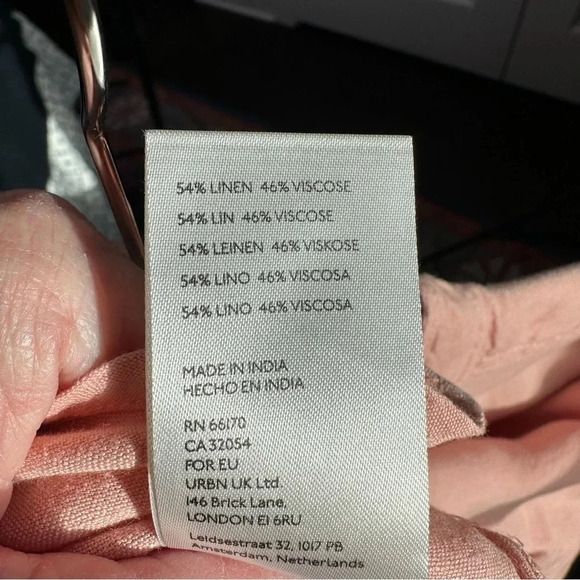 54% LINEN 46% VISCOSE
54% LIN 46% VISCOSE
54% LEINEN 46% VISKOSE
54% LINO 46% VISCOSA
54% LINO 46% VISCOSA
MADE IN INDIA
HECHO EN INDIA
RN 66170
CA 32054
FOR EU
URBN UK Ltd.
146 Brick Lane,
LONDON E1 6RU
Leidsestraat 32, 1017 PB
Amsterdam, Netherlands